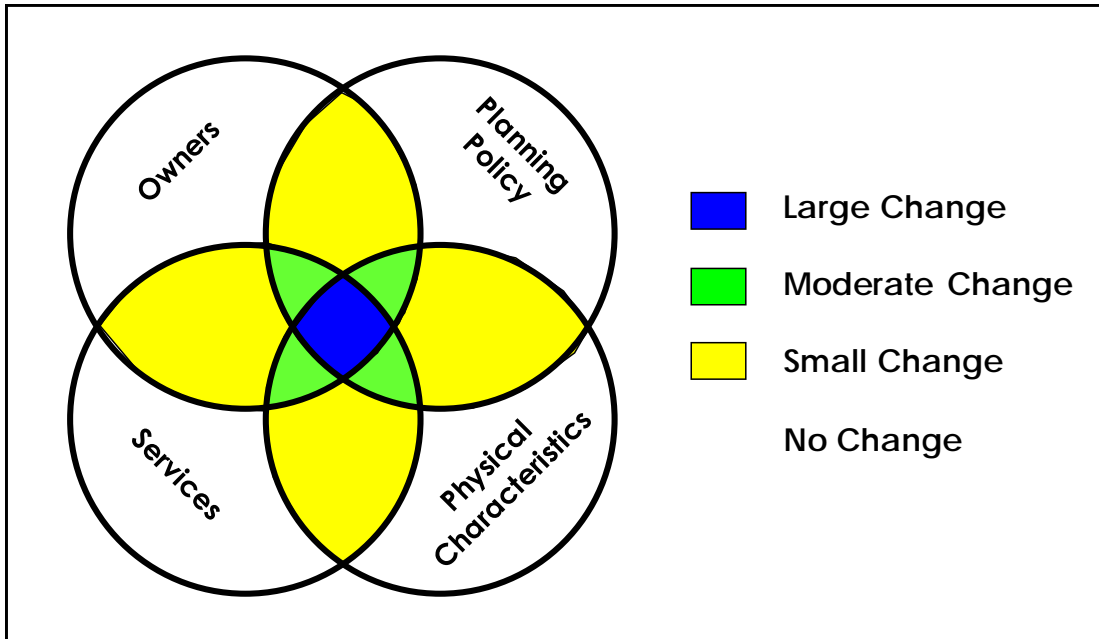 Owners
Planning
Policy
Services
Physical
Characteristics
Large Change
Moderate Change
Small Change
No Change